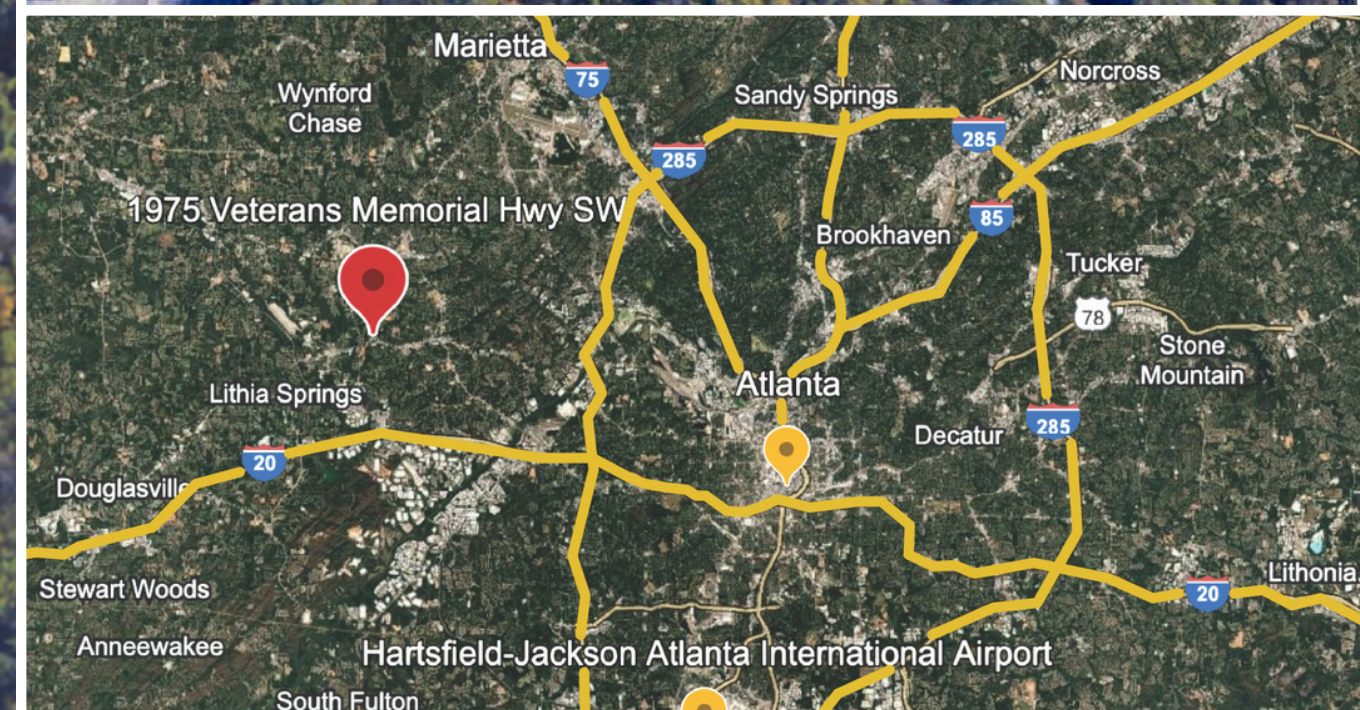 Marietta
75
Norcross
Wynford
Chase
Sandy Springs
285
285
1975 Veterans Memorial Hwy SW
85
Brookhaven
Tucker
78
Stone
Mountain
Atlanta
Lithia Springs
285
Decatur
20
Douglasville
Lithonia
Stewart Woods
20
Anneewakee
Hartsfield-Jackson Atlanta International Airport
South Fulton